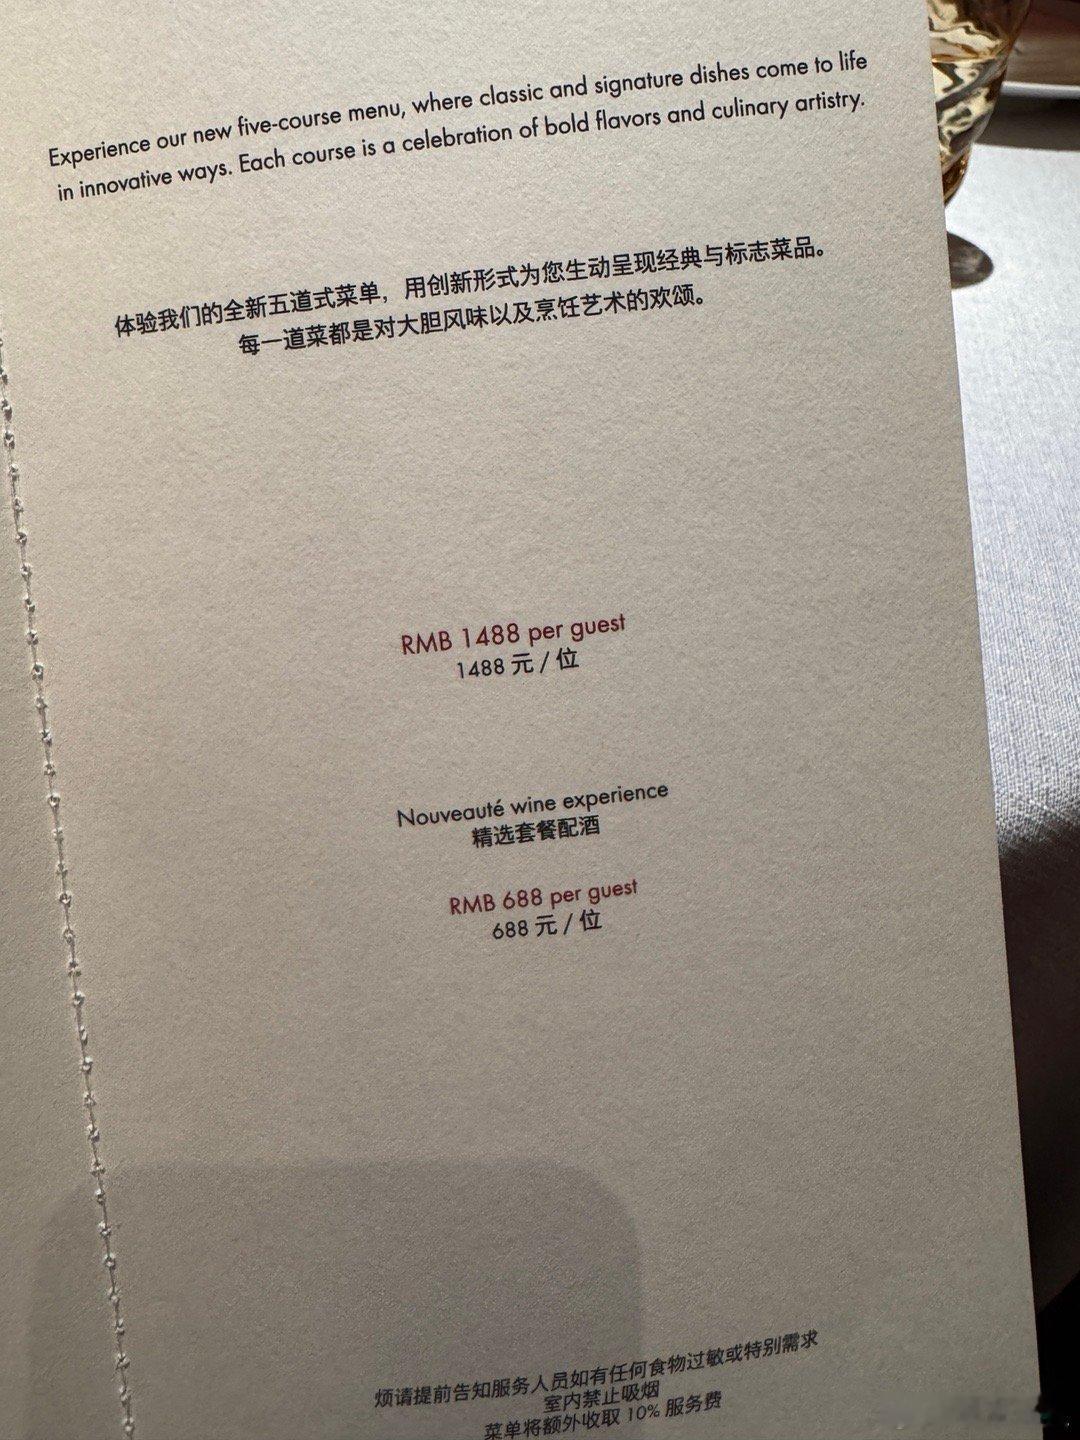 Experience our new five-course menu, where classic and signature dishes come to life
in innovative ways. Each course is a celebration of bold flavors and culinary artistry.
体验我们的全新五道式菜单，用创新形式为您生动呈现经典与标志菜品。
每一道菜都是对大胆风味以及烹饪艺术的欢颂。
RMB 1488 per guest
1488 元 / 位
Nouveauté wine experience
精选套餐配酒
RMB 688 per guest
688 元 / 位
烦请提前告知服务人员如有任何食物过敏或特别需求
室内禁止吸烟
菜单将额外收取 10% 服务费